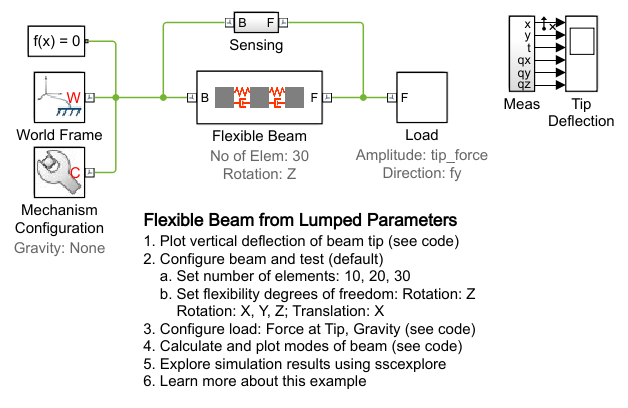 f(x) = 0
B
F
Sensing
x
y
t
qx
qy
qz
x
Meas
Tip
Deflection
W
World Frame
B
F
Flexible Beam
No of Elem: 30
Rotation: Z
F
Load
Amplitude: tip_force
Direction: fy
C
Mechanism
Configuration
Gravity: None
Flexible Beam from Lumped Parameters
1. Plot vertical deflection of beam tip (see code)
2. Configure beam and test (default)
a. Set number of elements: 10, 20, 30
b. Set flexibility degrees of freedom: Rotation: Z
Rotation: X, Y, Z; Translation: X
3. Configure load: Force at Tip, Gravity (see code)
4. Calculate and plot modes of beam (see code)
5. Explore simulation results using sscexplore
6. Learn more about this example